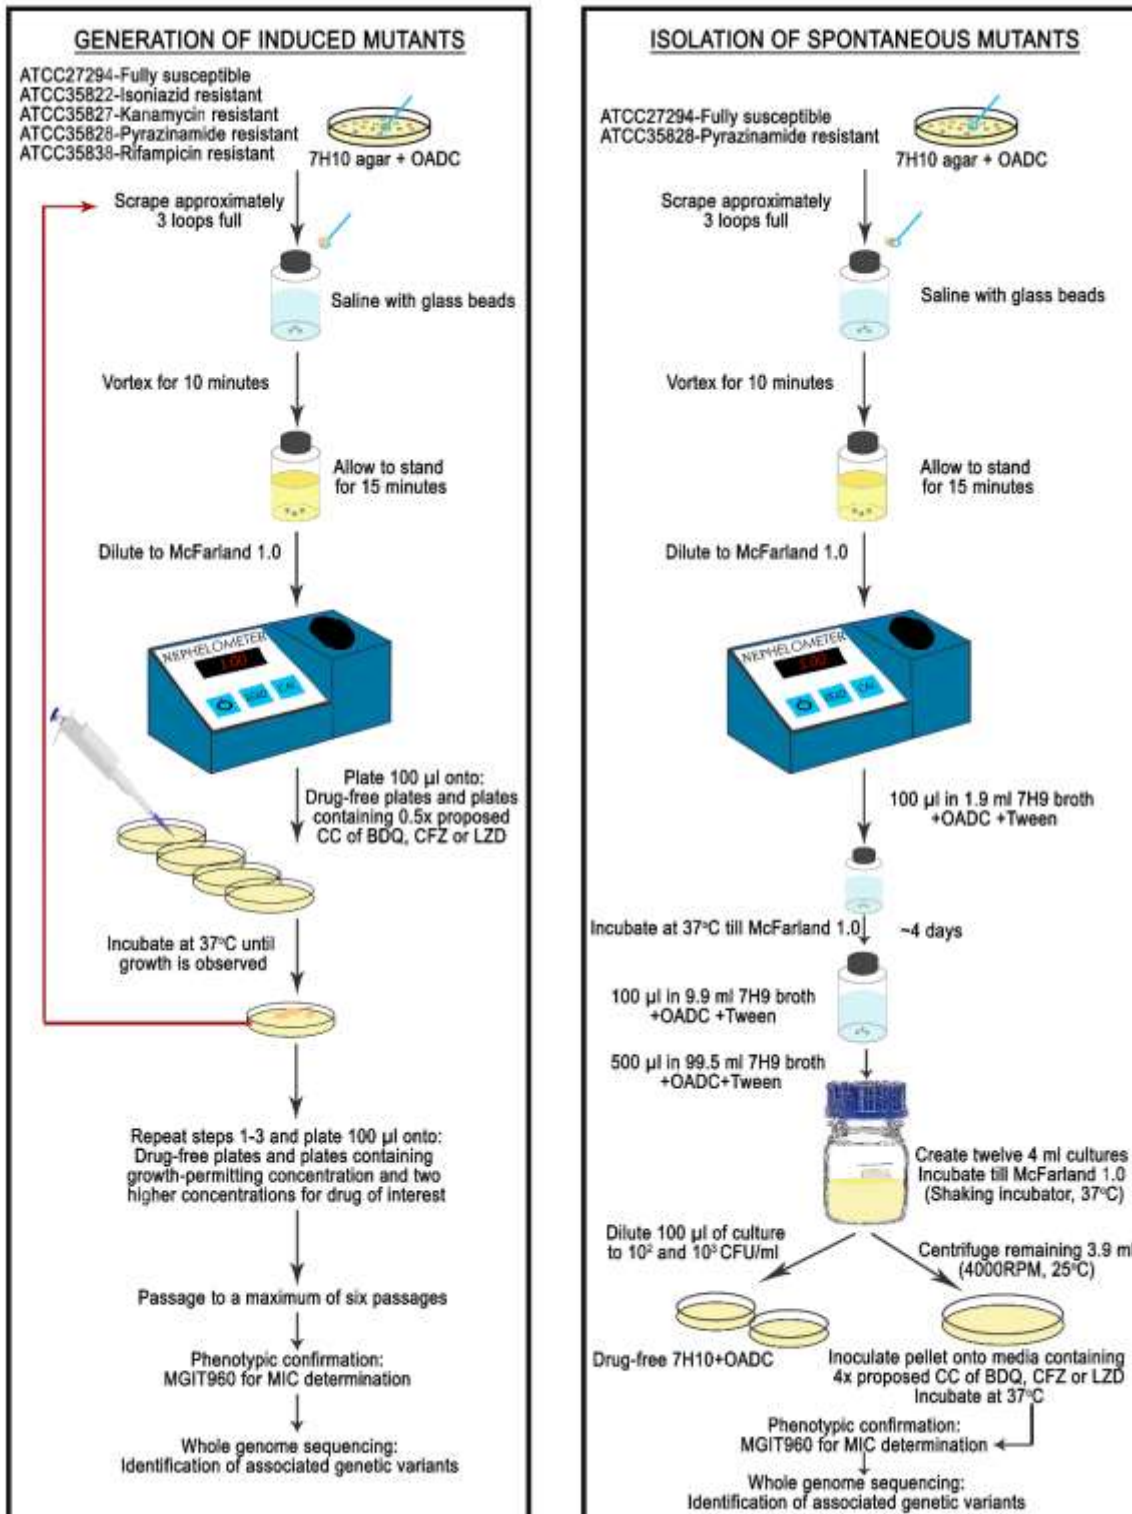 GENERATION OF INDUCED MUTANTS
ATCC27294-Fully susceptible
ATCC35822-Isoniazid resistant
ATCC35827-Kanamycin resistant
ATCC35828-Pyrazinamide resistant
ATCC35838-Rifampicin resistant
7H10 agar + OADC
Scrape approximately
3 loops full
Saline with glass beads
Vortex for 10 minutes
Allow to stand
for 15 minutes
Dilute to McFarland 1.0
NEPHELOMETER
1.00
CAL
Plate 100 µl onto:
Drug-free plates and plates
containing 0.5x proposed
CC of BDQ, CFZ or LZD
Incubate at 37°C until
growth is observed
Repeat steps 1-3 and plate 100 µl onto:
Drug-free plates and plates containing
growth-permitting concentration and two
higher concentrations for drug of interest
Passage to a maximum of six passages
Phenotypic confirmation:
MGIT960 for MIC determination
Whole genome sequencing:
Identification of associated genetic variants
ISOLATION OF SPONTANEOUS MUTANTS
ATCC27294-Fully susceptible
ATCC35828-Pyrazinamide resistant
7H10 agar + OADC
Scrape approximately
3 loops full
Saline with glass beads
Vortex for 10 minutes
Allow to stand
for 15 minutes
Dilute to McFarland 1.0
NEPHELOMETER
CAL
100 µl in 1.9 ml 7H9 broth
+OADC +Tween
Incubate at 37°C till McFarland 1.0
~4 days
100 µl in 9.9 ml 7H9 broth
+OADC +Tween
500 µl in 99.5 ml 7H9 broth
+OADC+Tween
Create twelve 4 ml cultures
Incubate till McFarland 1.0
(Shaking incubator, 37°C)
Dilute 100 µl of culture
to 10² and 10³ CFU/ml
Centrifuge remaining 3.9 ml
(4000RPM, 25°C)
Drug-free 7H10+OADC
Inoculate pellet onto media containing
4x proposed CC of BDQ, CFZ or LZD
Incubate at 37°C
Phenotypic confirmation:
MGIT960 for MIC determination
Whole genome sequencing:
Identification of associated genetic variants